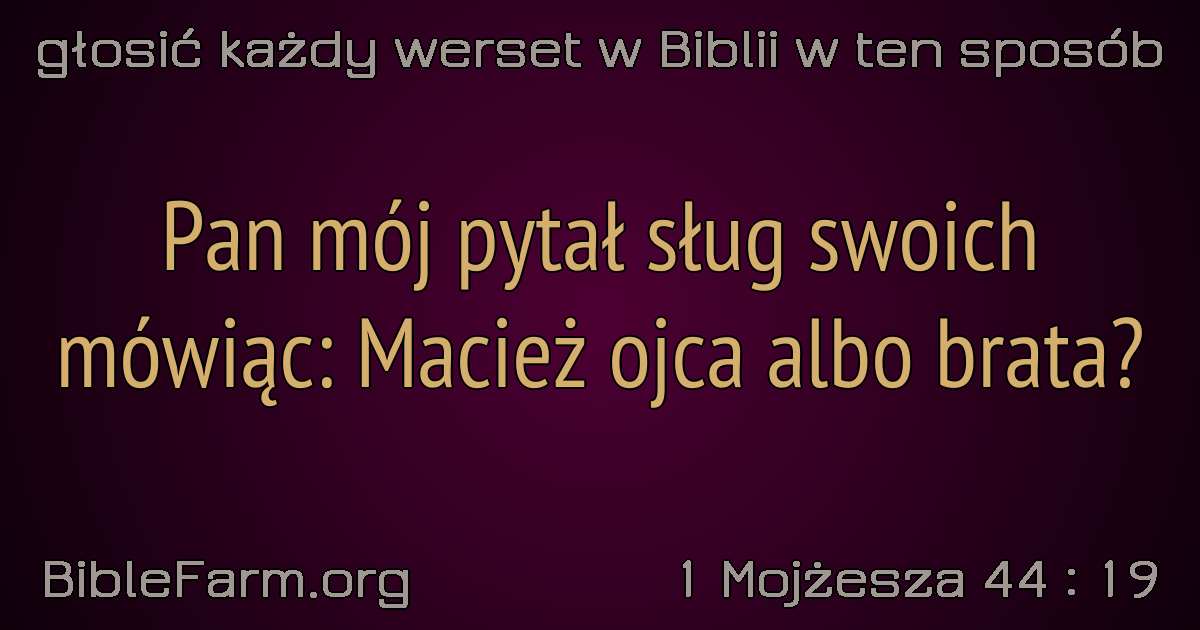 głosić każdy werset w Biblii w ten sposób
Pan mój pytał sług swoich
mówiąc: Macież ojca albo brata?
BibleFarm.org
1 Mojżesza 44 : 19